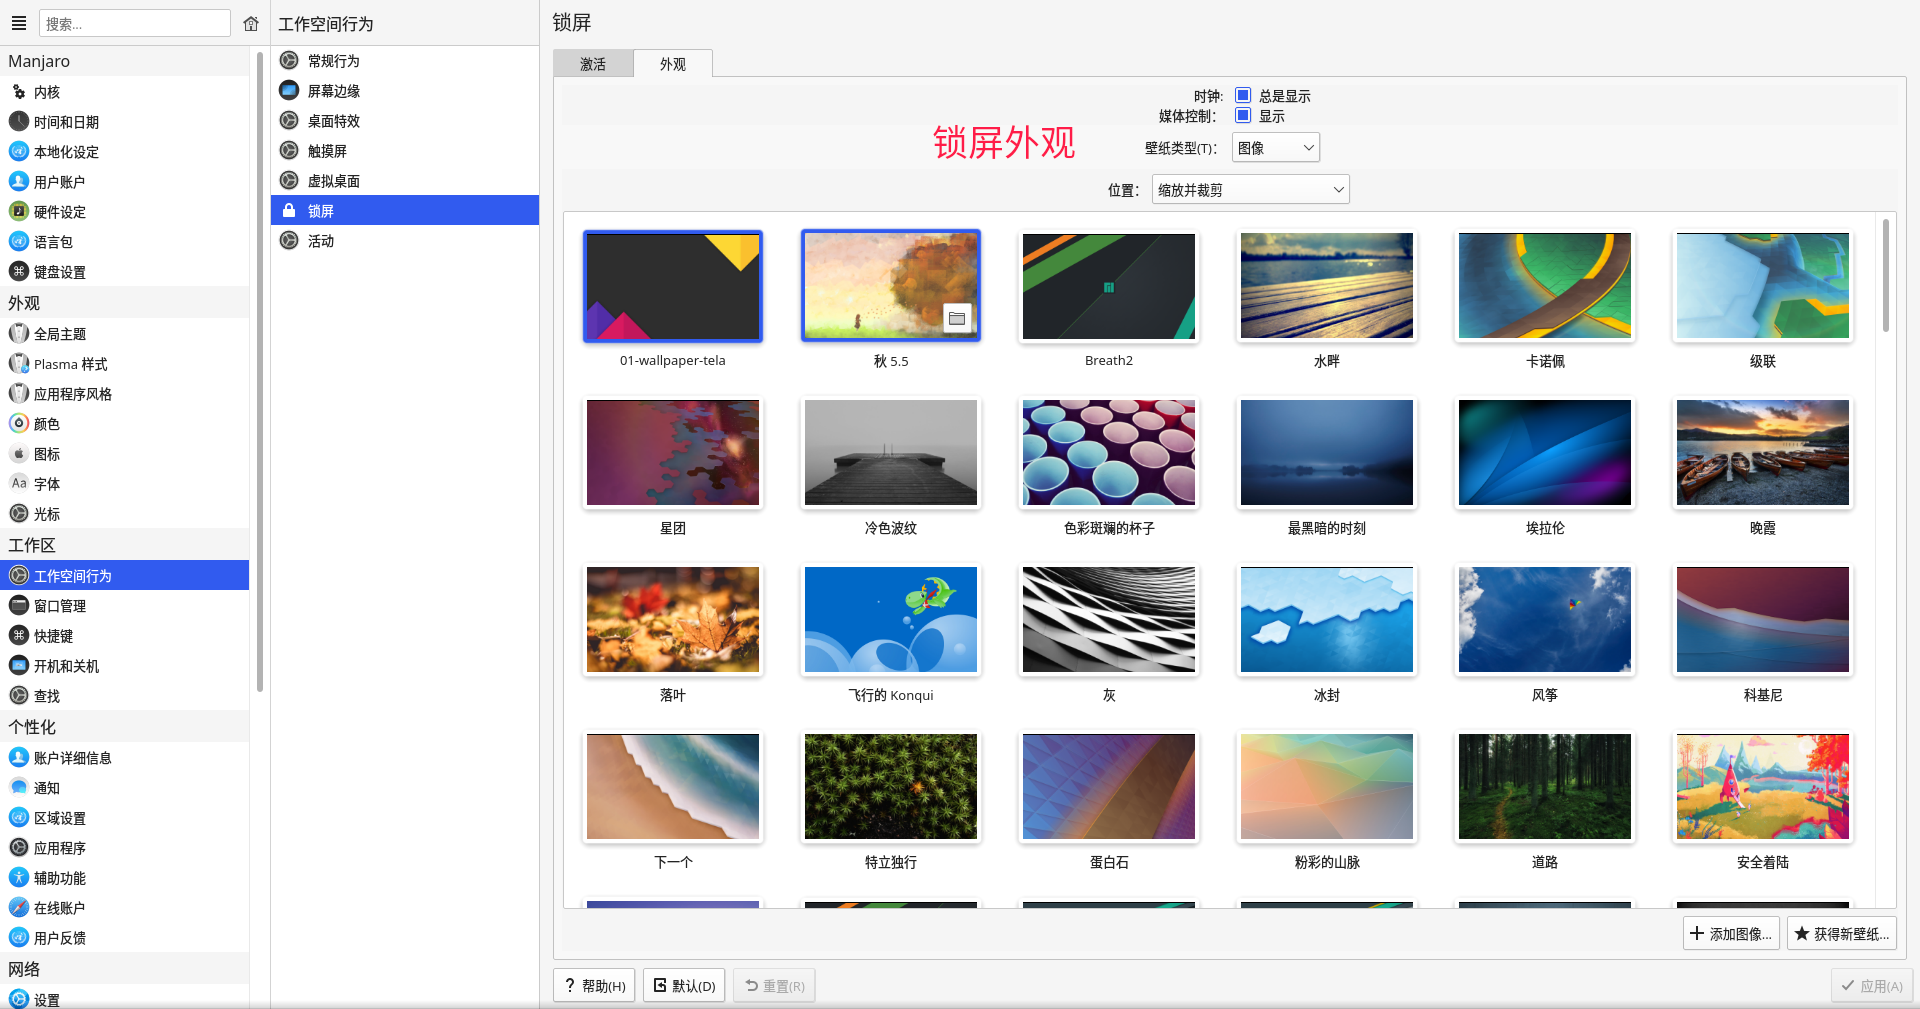 搜索...
Manjaro
内核
时间和日期
本地化设定
用户账户
硬件设定
语言包
键盘设置
外观
全局主题
Plasma 样式
应用程序风格
颜色
图标
Aa 字体
光标
工作区
工作空间行为
窗口管理
快捷键
开机和关机
查找
个性化
账户详细信息
通知
区域设置
应用程序
辅助功能
在线账户
用户反馈
网络
设置
工作空间行为
常规行为
屏幕边缘
桌面特效
触摸屏
虚拟桌面
锁屏
活动
锁屏
激活 外观
时钟: 总是显示
媒体控制: 显示
锁屏外观
壁纸类型(T): 图像
位置: 缩放并裁剪
01-wallpaper-tela 秋 5.5 Breath2 水畔 卡诺佩 级联
星团 冷色波纹 色彩斑斓的杯子 最黑暗的时刻 埃拉伦 晚霞
落叶 飞行的 Konqui 灰 冰封 风筝 科基尼
下一个 特立独行 蛋白石 粉彩的山脉 道路 安全着陆
添加图像... 获得新壁纸...
帮助(H) 默认(D) 重置(R) 应用(A)